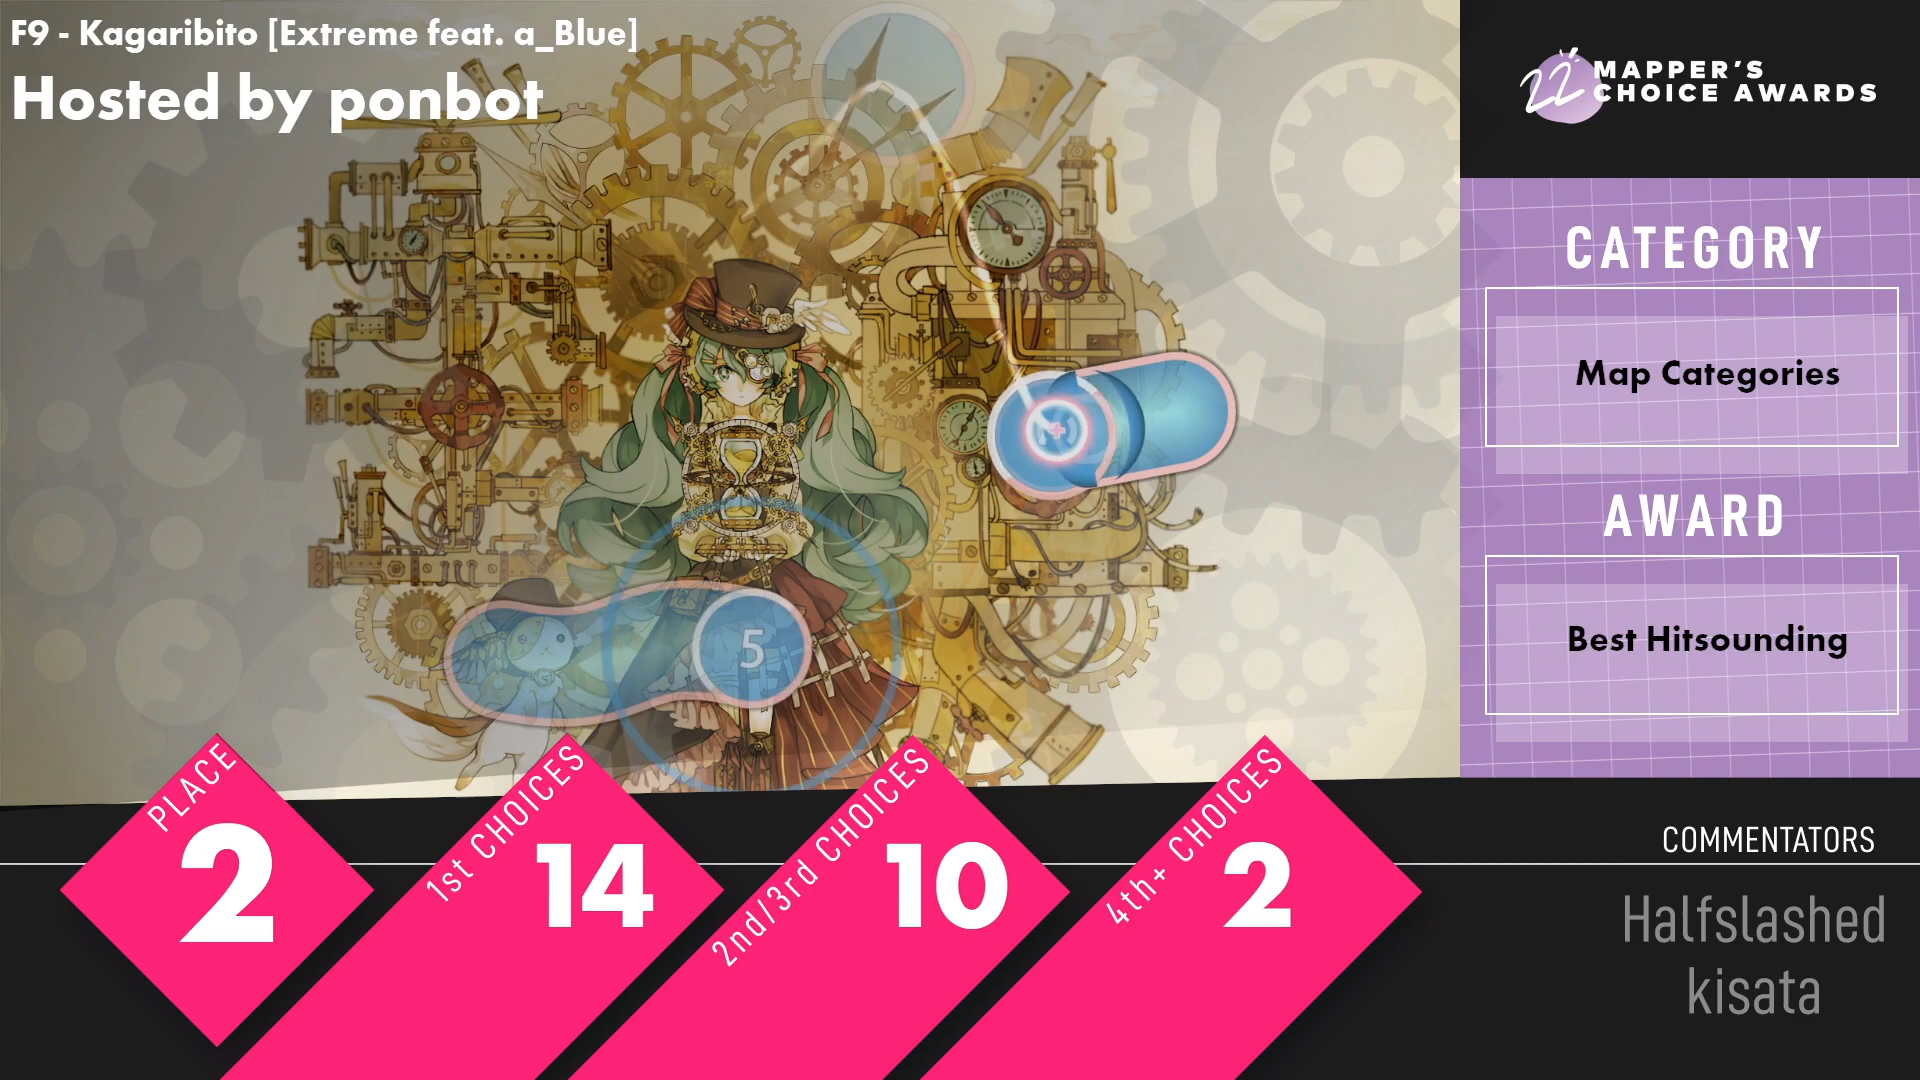 F9 - Kagaribito [Extreme feat. a_Blue]
Hosted by ponbot
22'
MAPPER'S
CHOICE AWARDS
CATEGORY
Map Categories
AWARD
Best Hitsounding
5
PLACE
2
1st CHOICES
14
2nd/3rd CHOICES
10
4th+ CHOICES
2
COMMENTATORS
Halfslashed
kisata